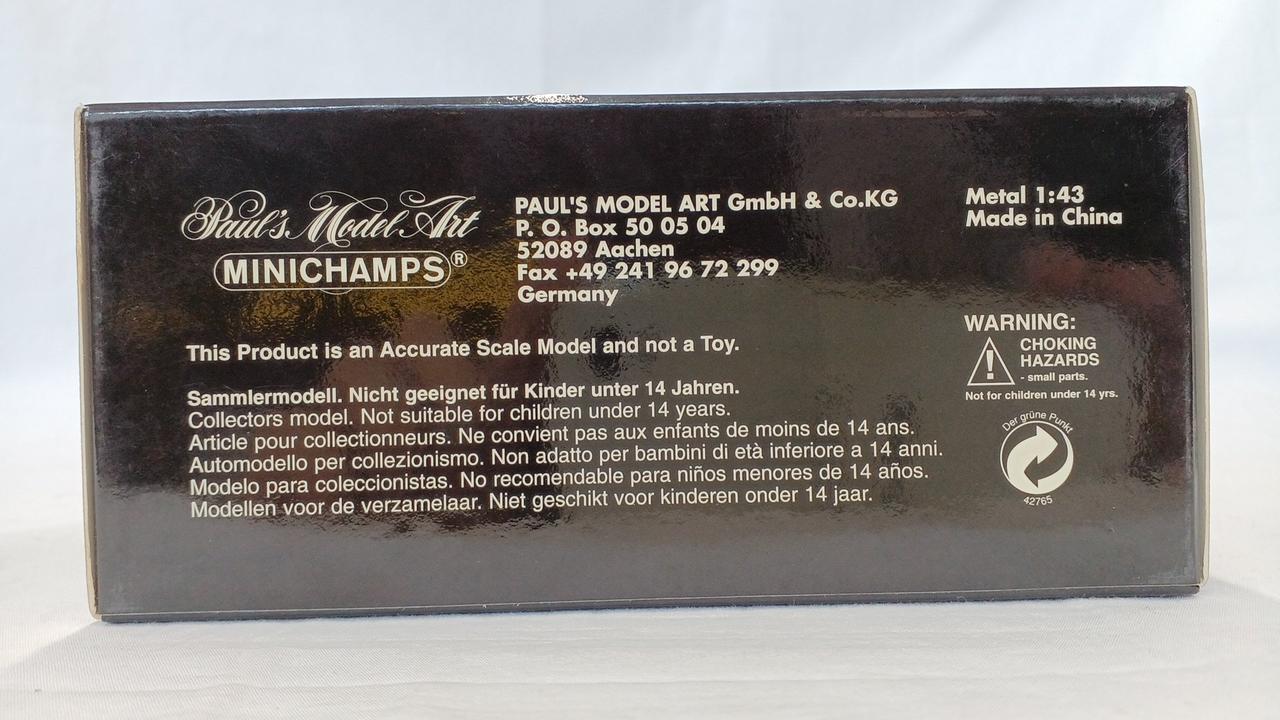 Paul's Model Art
MINICHAMPS®
PAUL'S MODEL ART GmbH & Co.KG
P. O. Box 50 05 04
52089 Aachen
Fax +49 241 96 72 299
Germany
Metal 1:43
Made in China
This Product is an Accurate Scale Model and not a Toy.
Sammlermodell. Nicht geeignet für Kinder unter 14 Jahren.
Collectors model. Not suitable for children under 14 years.
Article pour collectionneurs. Ne convient pas aux enfants de moins de 14 ans.
Automodello per collezionismo. Non adatto per bambini di età inferiore a 14 anni.
Modelo para coleccionistas. No recomendable para niños menores de 14 años.
Modellen voor de verzamelaar. Niet geschikt voor kinderen onder 14 jaar.
WARNING:
CHOKING
HAZARDS
- small parts.
Not for children under 14 yrs.
Der grüne Punkt
42765